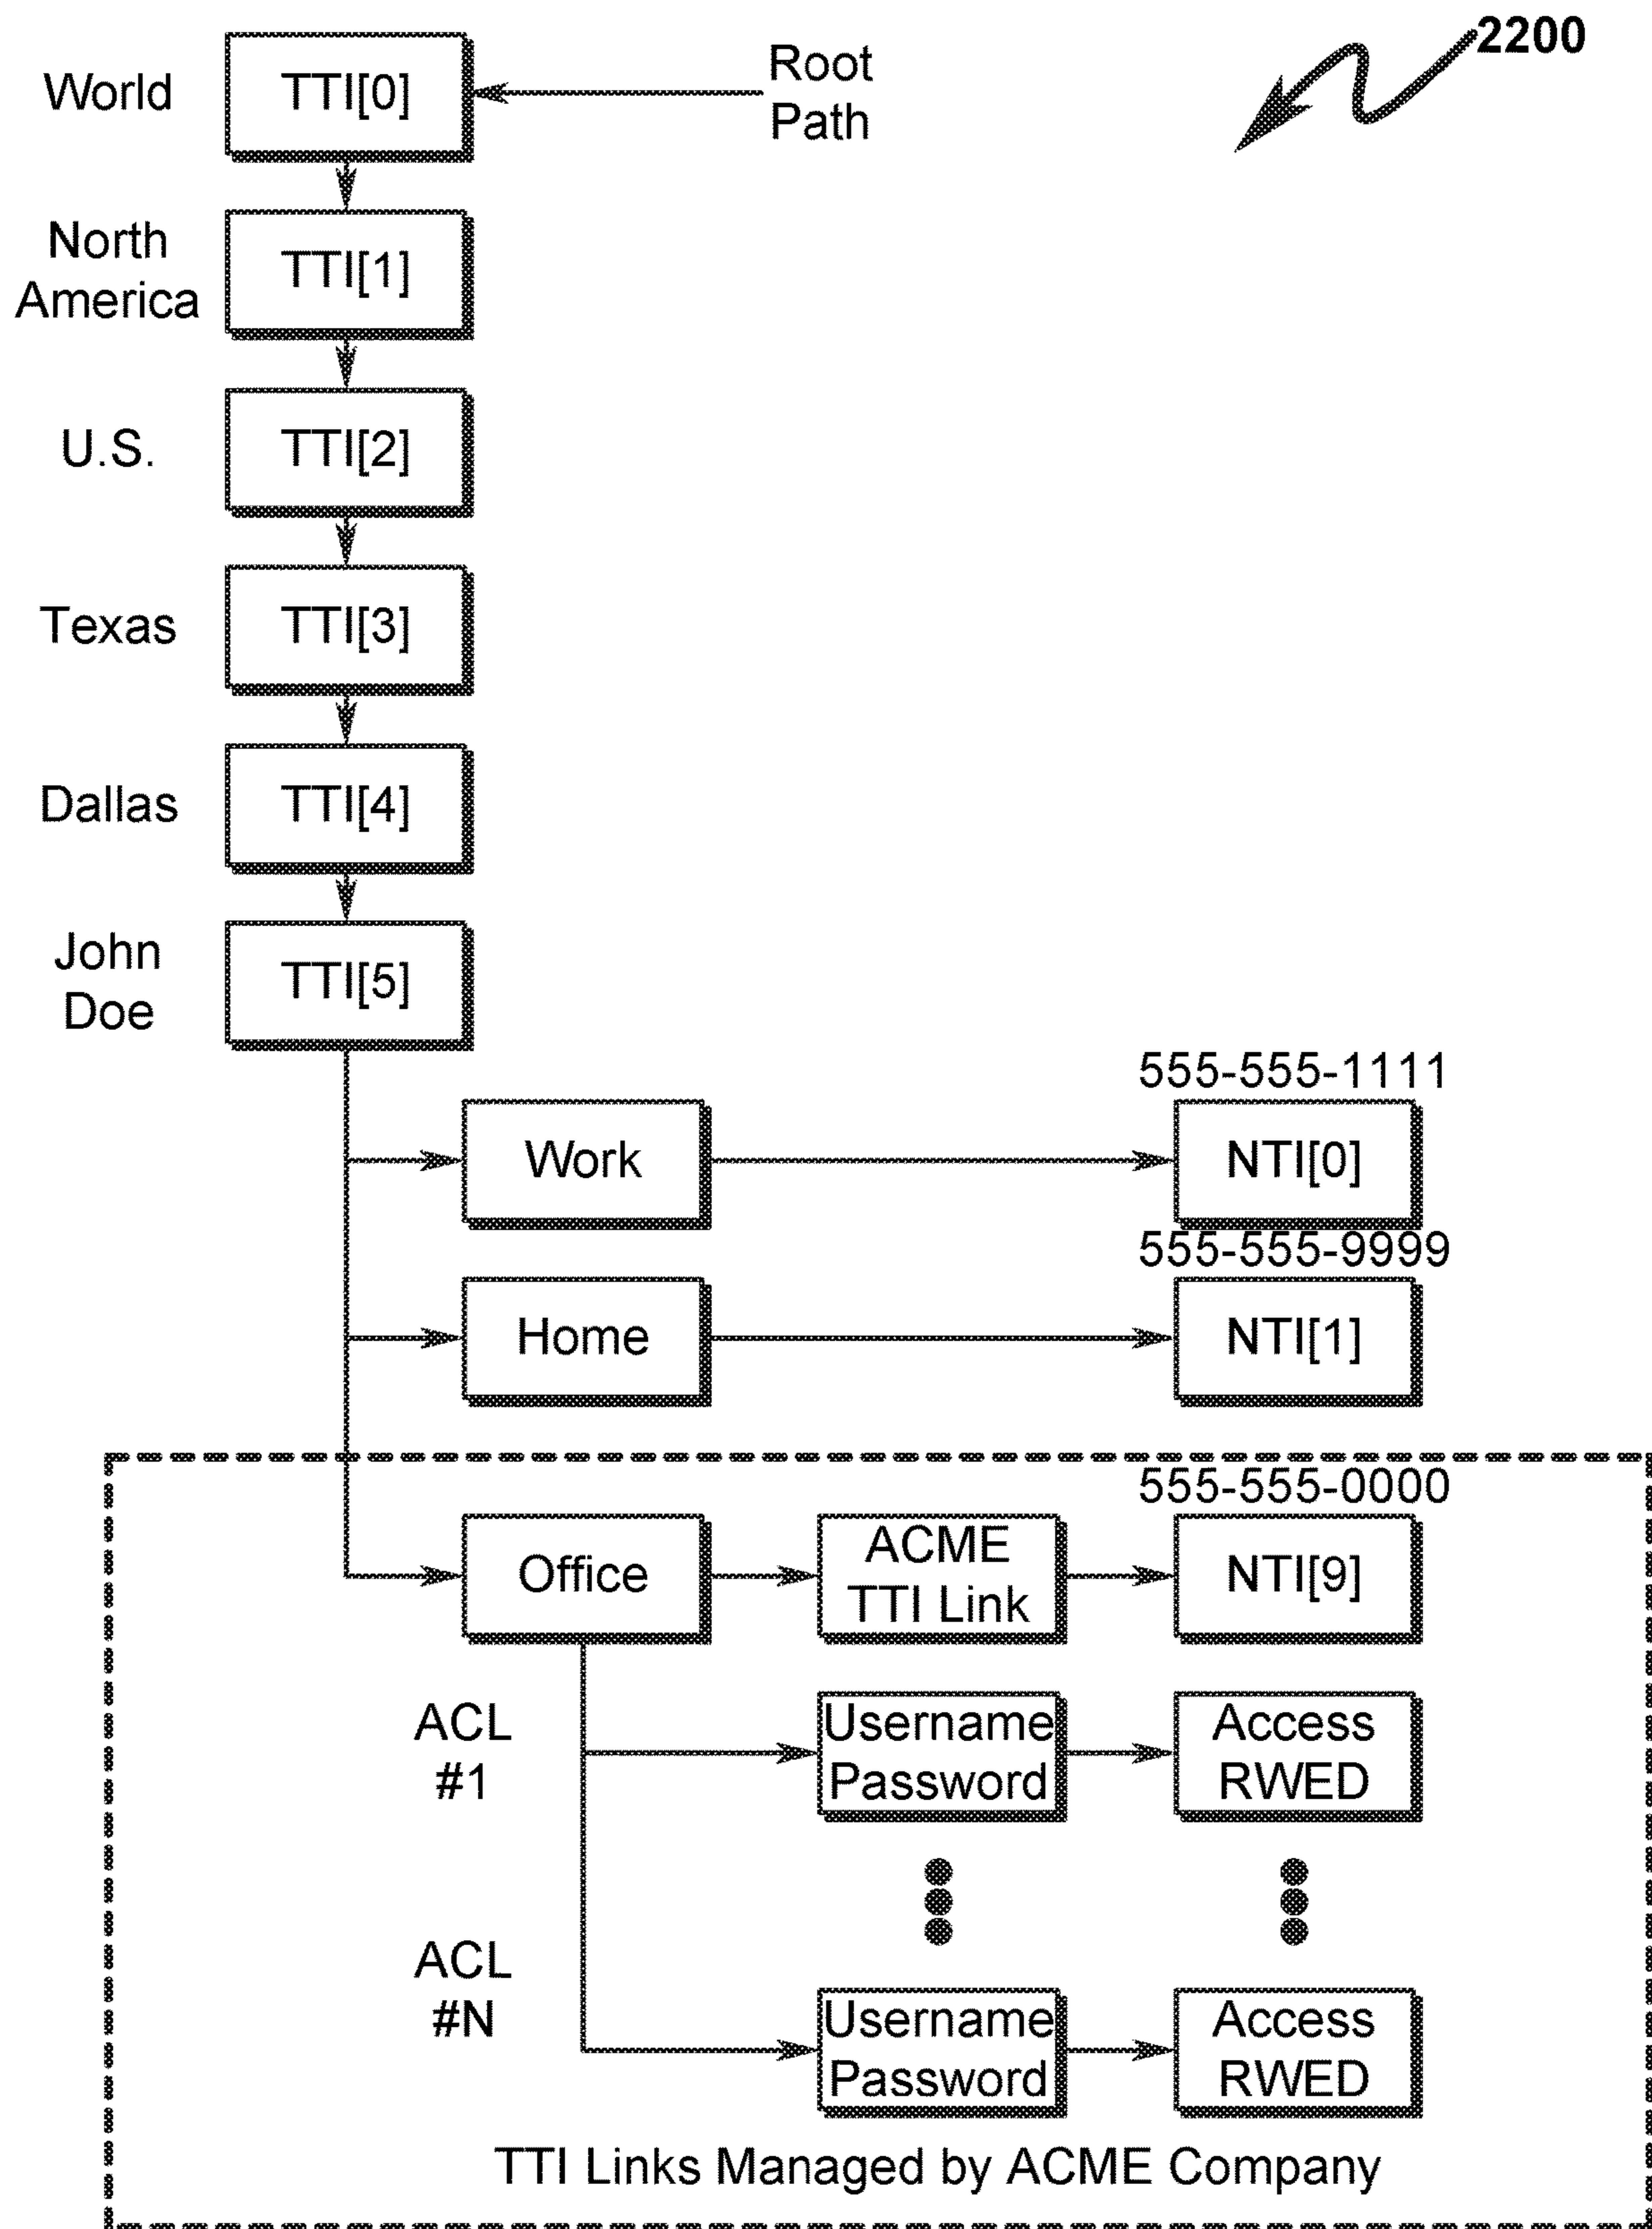 2200
World
TTI[0]
Root
Path
North
America
TTI[1]
U.S.
TTI[2]
Texas
TTI[3]
Dallas
TTI[4]
John
Doe
TTI[5]
555-555-1111
Work
NTI[0]
555-555-9999
Home
NTI[1]
555-555-0000
Office
ACME
TTI Link
NTI[9]
ACL
#1
Username
Password
Access
RWED
ACL
#N
Username
Password
Access
RWED
TTI Links Managed by ACME Company